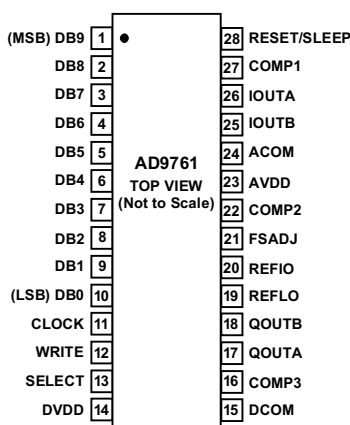 (MSB) DB9 1 28 RESET/SLEEP
DB8 2 27 COMP1
DB7 3 26 IOUTA
DB6 4 25 IOUTB
DB5 5 24 ACOM
DB4 6 23 AVDD
DB3 7 22 COMP2
DB2 8 21 FSADJ
DB1 9 20 REFIO
(LSB) DB0 10 19 REFLO
CLOCK 11 18 QOUTB
WRITE 12 17 QOUTA
SELECT 13 16 COMP3
DVDD 14 15 DCOM
AD9761
TOP VIEW
(Not to Scale)